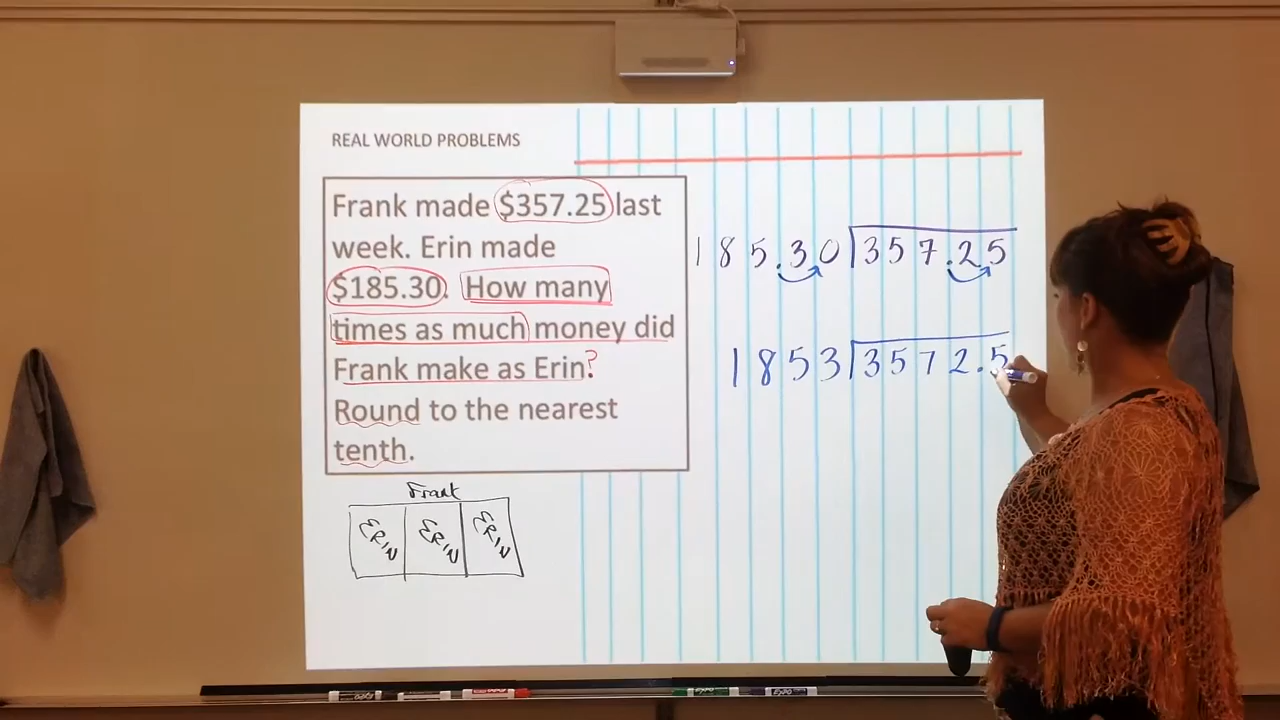 REAL WORLD PROBLEMS
Frank made $357.25 last
week. Erin made
$185.30. How many
times as much money did
Frank make as Erin?
Round to the nearest
tenth.
185.30 357.25
1853 3572.5
Frank
ERIN ERIN ERIN
EXPO
EXPO